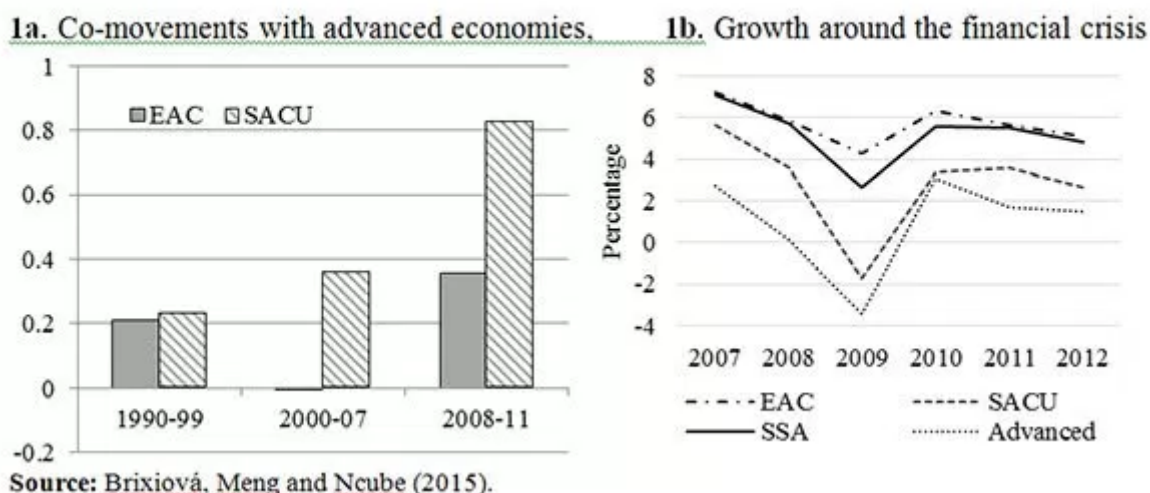 1a. Co-movements with advanced economies,
1
0.8
0.6
0.4
0.2
0
-0.2
EAC SACU
1990-99 2000-07 2008-11
1b. Growth around the financial crisis
Percentage
8
6
4
2
0
-2
-4
2007 2008 2009 2010 2011 2012
EAC SACU
SSA Advanced
Source: Brixiová, Meng and Ncube (2015).